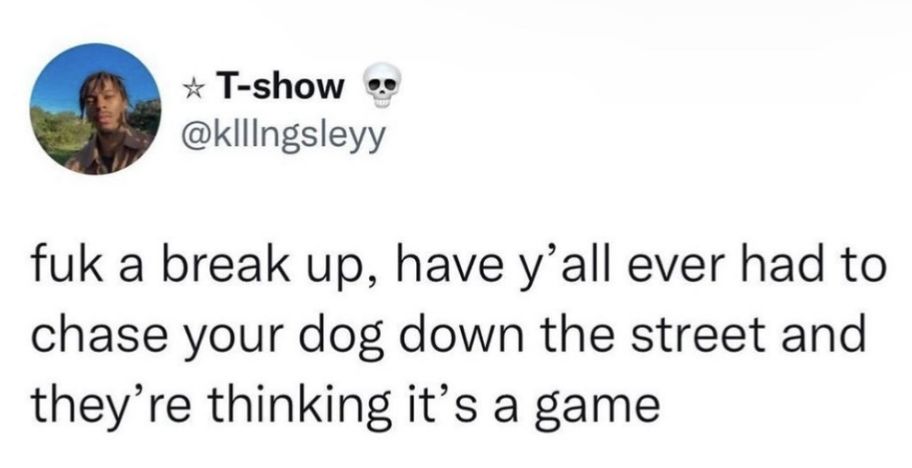 ☆ T-show 💀
@klllngsleyy
fuk a break up, have y’all ever had to
chase your dog down the street and
they’re thinking it’s a game